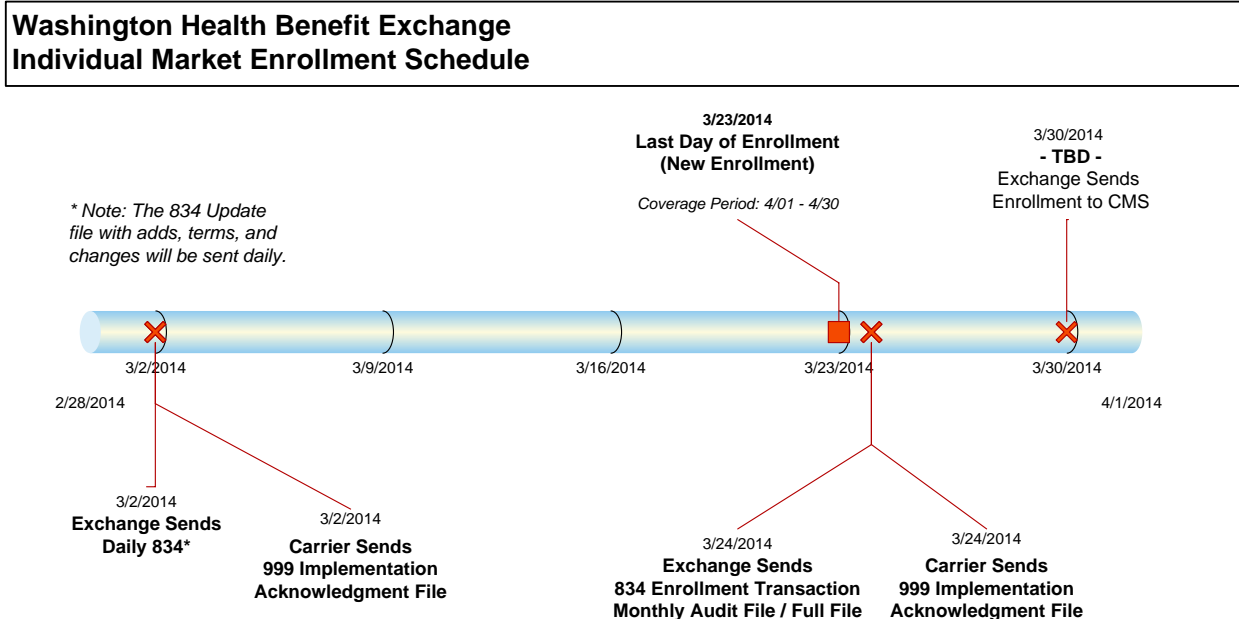 Washington Health Benefit Exchange
Individual Market Enrollment Schedule
3/23/2014
Last Day of Enrollment
(New Enrollment)
Coverage Period: 4/01 - 4/30
3/30/2014
- TBD -
Exchange Sends
Enrollment to CMS
* Note: The 834 Update
file with adds, terms, and
changes will be sent daily.
3/2/2014
3/9/2014
3/16/2014
3/23/2014
3/30/2014
2/28/2014
4/1/2014
3/2/2014
Exchange Sends
Daily 834*
3/2/2014
Carrier Sends
999 Implementation
Acknowledgment File
3/24/2014
Exchange Sends
834 Enrollment Transaction
Monthly Audit File / Full File
3/24/2014
Carrier Sends
999 Implementation
Acknowledgment File